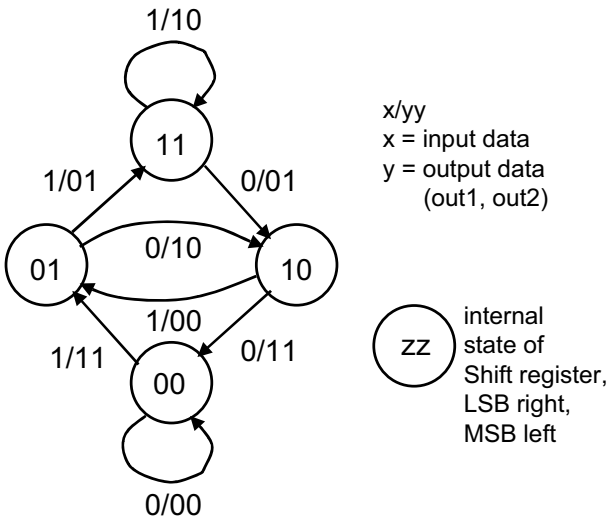 1/10
x/yy
x = input data
y = output data
(out1, out2)
11
1/01
0/01
0/10
01
10
1/00
1/11
0/11
00
0/00
zz
internal
state of
Shift register,
LSB right,
MSB left